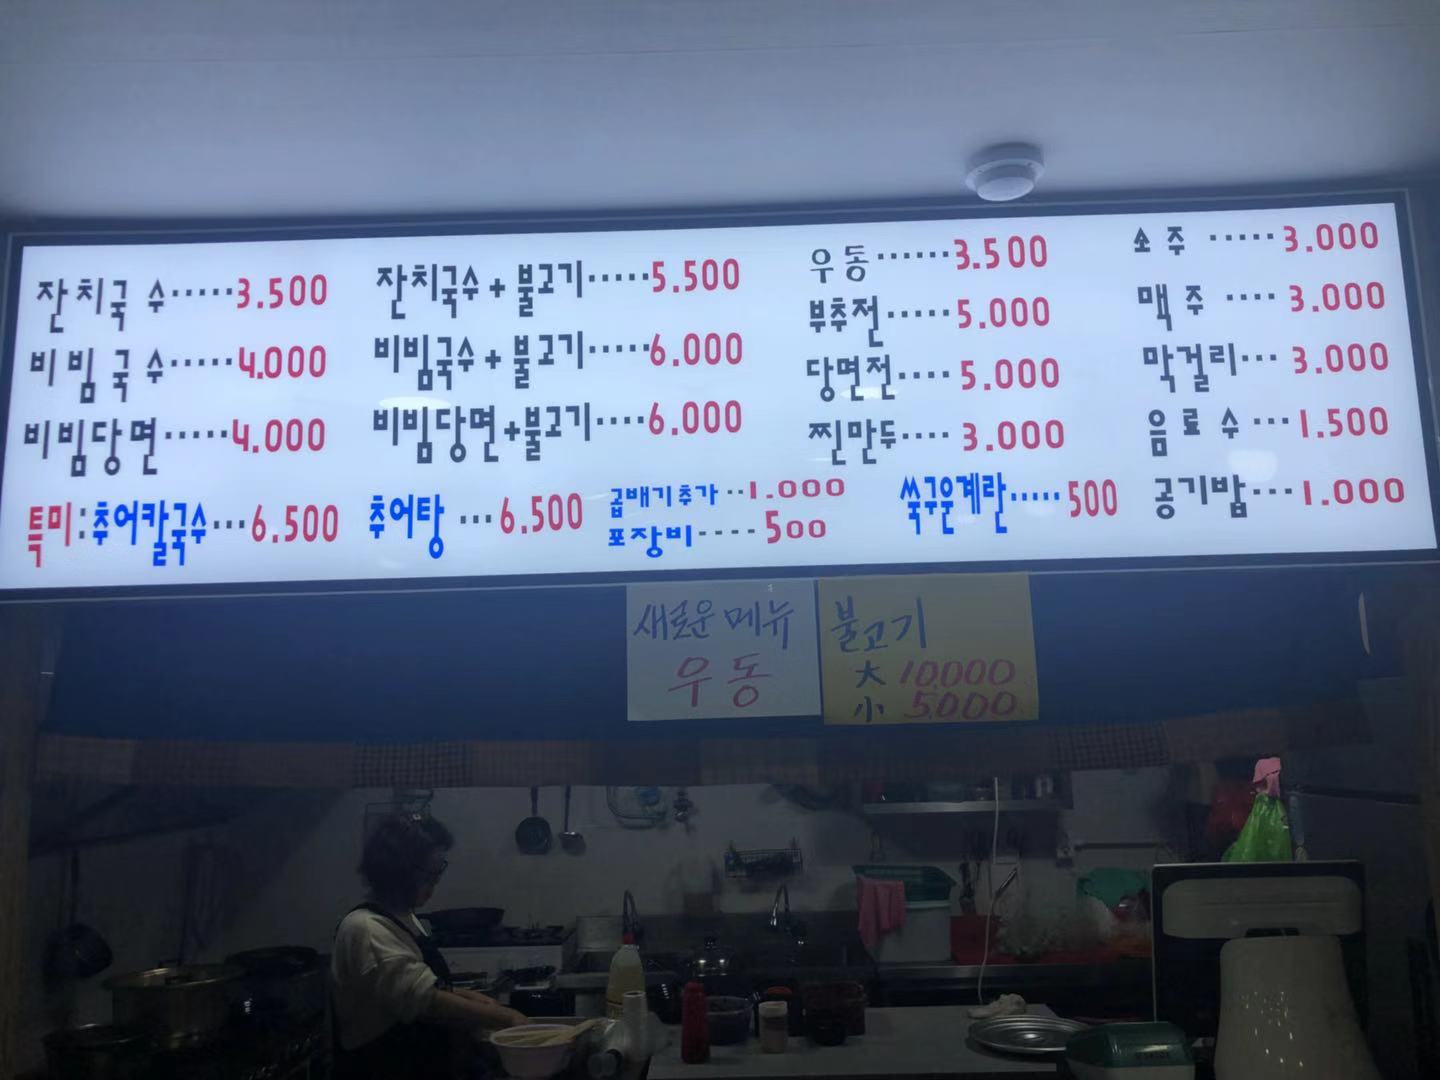 잔치국 수·····3.500
비빔국 수·····4.000
비빔당면·····4.000
특미:추어칼국수...6.500
잔치국수+불고기·····5.500
비빔국수+불고기·····6.000
비빔당면+불고기····6.000
추어탕 ...6.500
곱배기추가··1.000
포장비----500
우동······3.500
부추전·····5.000
당면전····5.000
찐만두····3.000
쑥구운계란·····500
소주 ·····3.000
맥주 ····3.000
막걸리··· 3.000
음료수···1.500
공기밥···1.000
새로운 메뉴
우동
불고기
大 10,000
小 5,000